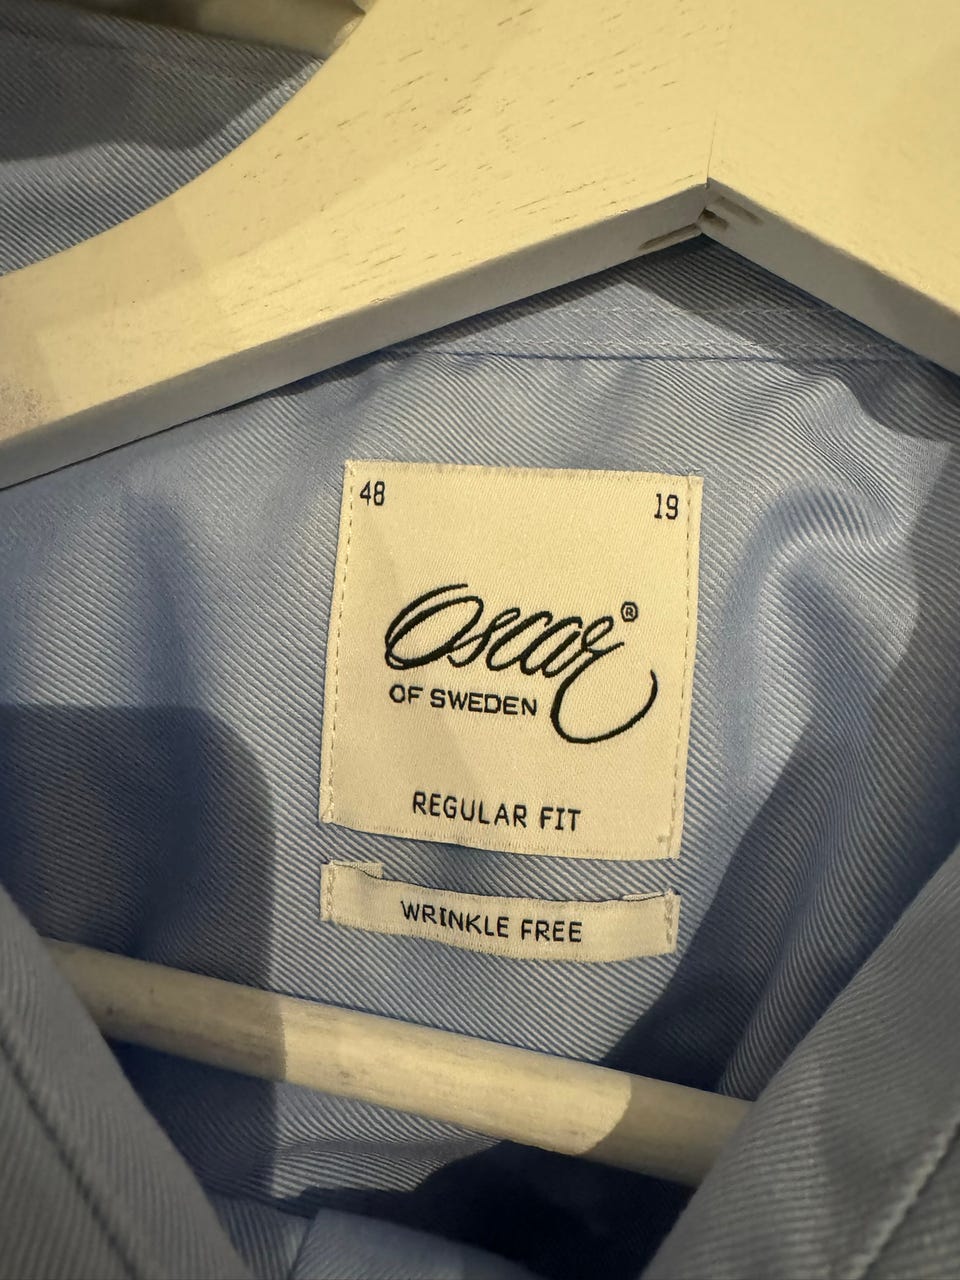 48 19
Oscar®
OF SWEDEN
REGULAR FIT
WRINKLE FREE